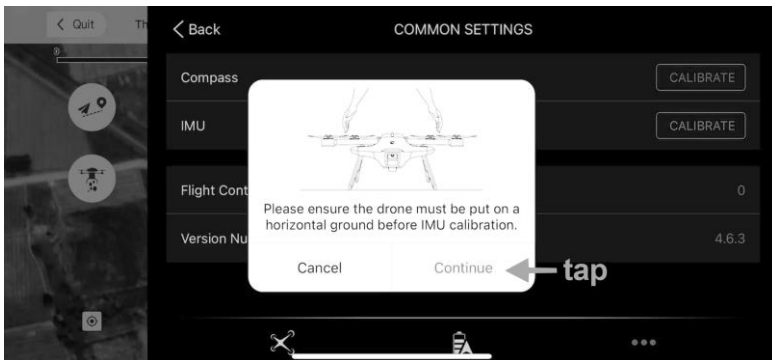 Quit
Th
Back
COMMON SETTINGS
Compass
CALIBRATE
IMU
CALIBRATE
Flight Cont
0
Version Nu
4.6.3
Please ensure the drone must be put on a
horizontal ground before IMU calibration.
Cancel
Continue
tap